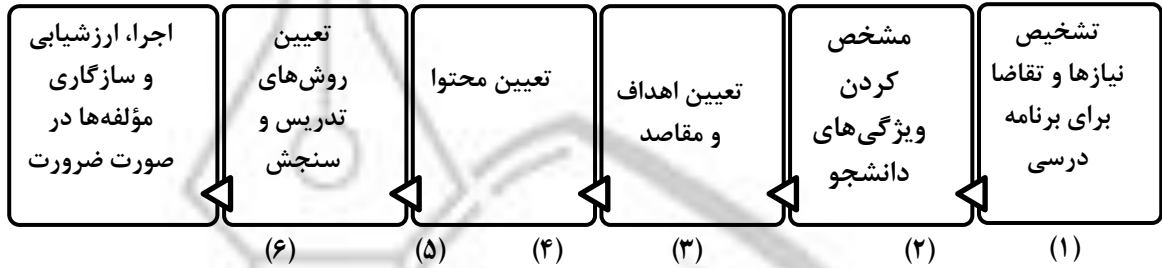 تشخیص
نیازها و تقاضا
برای برنامه
درسی
مشخص
کردن
ویژگی‌های
دانشجو
تعیین اهداف
و مقاصد
تعیین محتوا
تعیین
روش‌های
تدریس و
سنجش
اجرا، ارزشیابی
و سازگاری
مؤلفه‌ها در
صورت ضرورت
(۱) (۲) (۳) (۴) (۵) (۶)